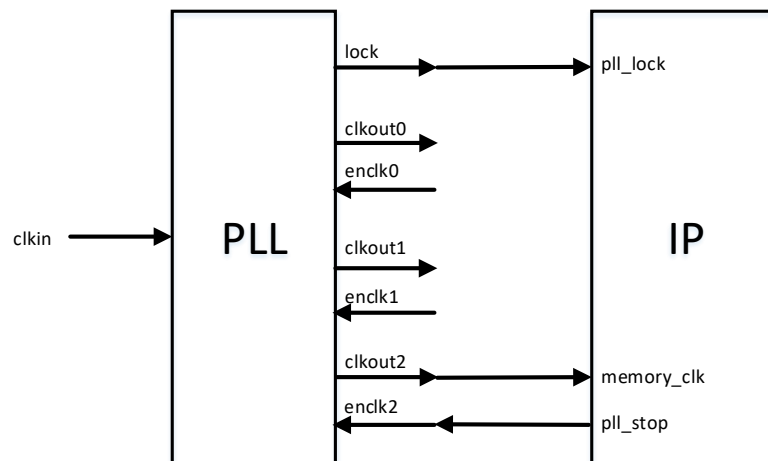 lock
pll_lock
clkout0
enclk0
clkin
PLL
clkout1
IP
enclk1
clkout2
memory_clk
enclk2
pll_stop